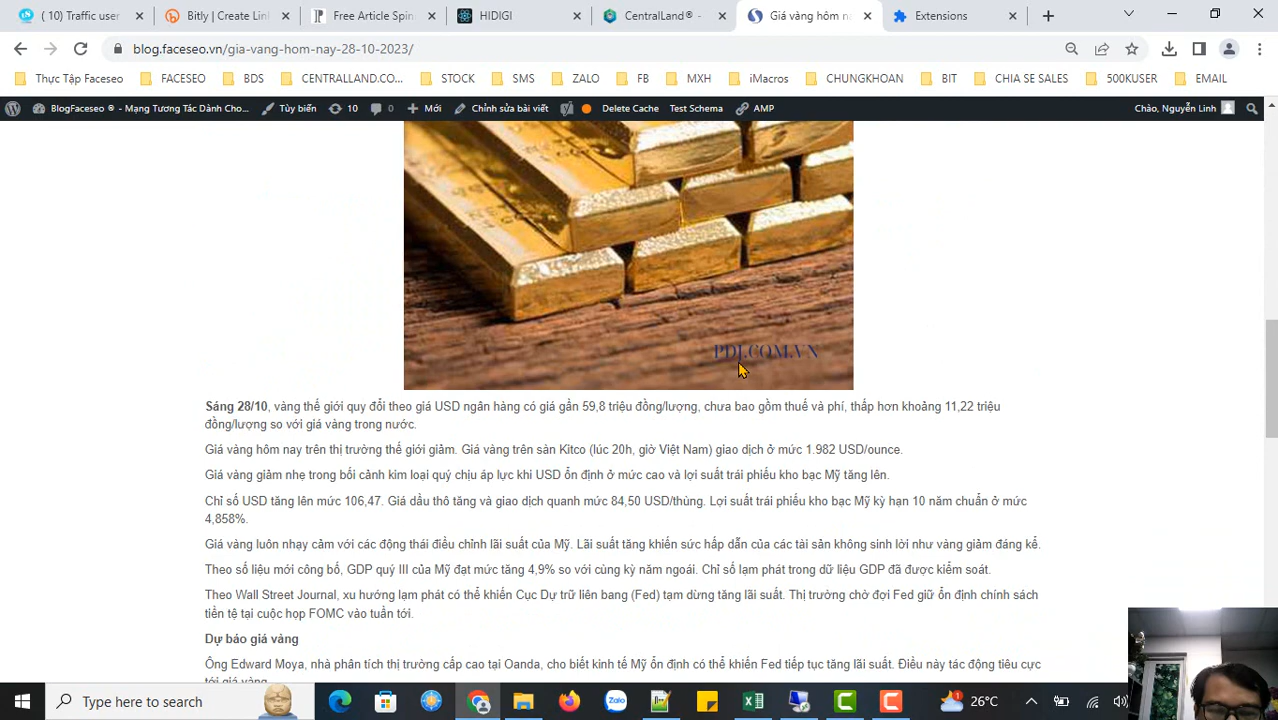 ( 10) Traffic user
Bitly | Create Lin
Free Article Spin
HIDIGI
CentralLand® -
Giá vàng hôm n
Extensions
blog.faceseo.vn/gia-vang-hom-nay-28-10-2023/
Thực Tập Faceseo
FACESEO
BDS
CENTRALLAND.CO...
STOCK
SMS
ZALO
FB
MXH
iMacros
CHUNGKHOAN
BIT
CHIA SE SALES
500KUSER
EMAIL
BlogFaceseo ® - Mạng Tương Tác Dành Cho...
Tùy biến
10
0
Mới
Chỉnh sửa bài viết
Delete Cache
Test Schema
AMP
Chào, Nguyễn Linh
PDJ.COM.VN
Sáng 28/10, vàng thế giới quy đổi theo giá USD ngân hàng có giá gần 59,8 triệu đồng/lượng, chưa bao gồm thuế và phí, thấp hơn khoảng 11,22 triệu
đồng/lượng so với giá vàng trong nước.
Giá vàng hôm nay trên thị trường thế giới giảm. Giá vàng trên sàn Kitco (lúc 20h, giờ Việt Nam) giao dịch ở mức 1.982 USD/ounce.
Giá vàng giảm nhẹ trong bối cảnh kim loại quý chịu áp lực khi USD ổn định ở mức cao và lợi suất trái phiếu kho bạc Mỹ tăng lên.
Chỉ số USD tăng lên mức 106,47. Giá dầu thô tăng và giao dịch quanh mức 84,50 USD/thùng. Lợi suất trái phiếu kho bạc Mỹ kỳ hạn 10 năm chuẩn ở mức
4,858%.
Giá vàng luôn nhạy cảm với các động thái điều chỉnh lãi suất của Mỹ. Lãi suất tăng khiến sức hấp dẫn của các tài sản không sinh lời như vàng giảm đáng kể.
Theo số liệu mới công bố, GDP quý III của Mỹ đạt mức tăng 4,9% so với cùng kỳ năm ngoái. Chỉ số lạm phát trong dữ liệu GDP đã được kiểm soát.
Theo Wall Street Journal, xu hướng lạm phát có thể khiến Cục Dự trữ liên bang (Fed) tạm dừng tăng lãi suất. Thị trường chờ đợi Fed giữ ổn định chính sách
tiền tệ tại cuộc họp FOMC vào tuần tới.
Dự báo giá vàng
Ông Edward Moya, nhà phân tích thị trường cấp cao tại Oanda, cho biết kinh tế Mỹ ổn định có thể khiến Fed tiếp tục tăng lãi suất. Điều này tác động tiêu cực
tới giá vàng.
Type here to search
Zalo
1
26°C